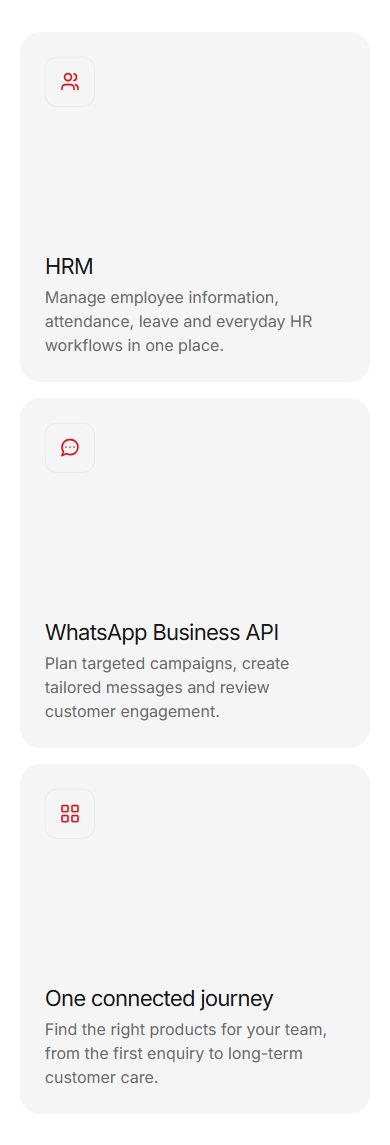 HRM
Manage employee information,
attendance, leave and everyday HR
workflows in one place.
WhatsApp Business API
Plan targeted campaigns, create
tailored messages and review
customer engagement.
One connected journey
Find the right products for your team,
from the first enquiry to long-term
customer care.